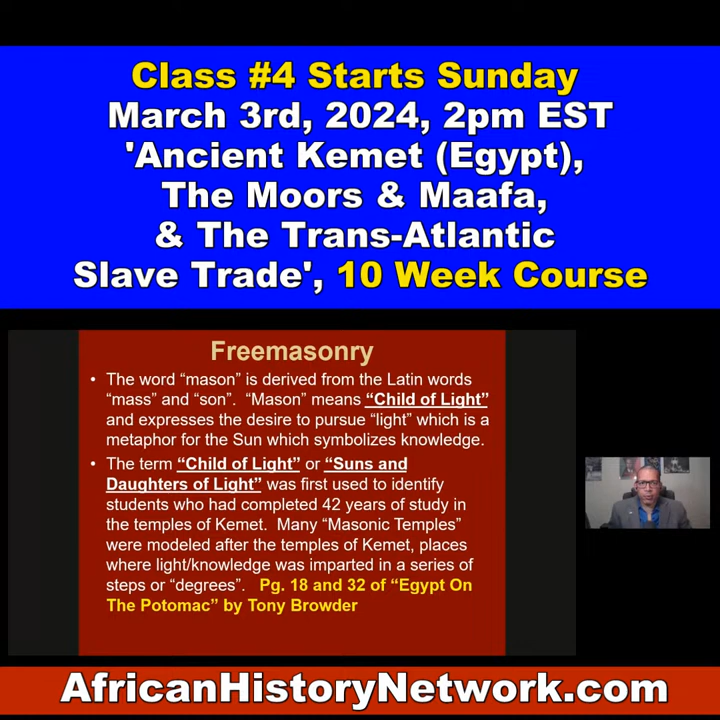 Class #4 Starts Sunday
March 3rd, 2024, 2pm EST
'Ancient Kemet (Egypt),
The Moors & Maafa,
& The Trans-Atlantic
Slave Trade', 10 Week Course
Freemasonry
• The word “mason” is derived from the Latin words
“mass” and “son”. “Mason” means “Child of Light”
and expresses the desire to pursue “light” which is a
metaphor for the Sun which symbolizes knowledge.
• The term “Child of Light” or “Suns and
Daughters of Light” was first used to identify
students who had completed 42 years of study in
the temples of Kemet. Many “Masonic Temples”
were modeled after the temples of Kemet, places
where light/knowledge was imparted in a series of
steps or “degrees”. Pg. 18 and 32 of “Egypt On
The Potomac” by Tony Browder
AfricanHistoryNetwork.com